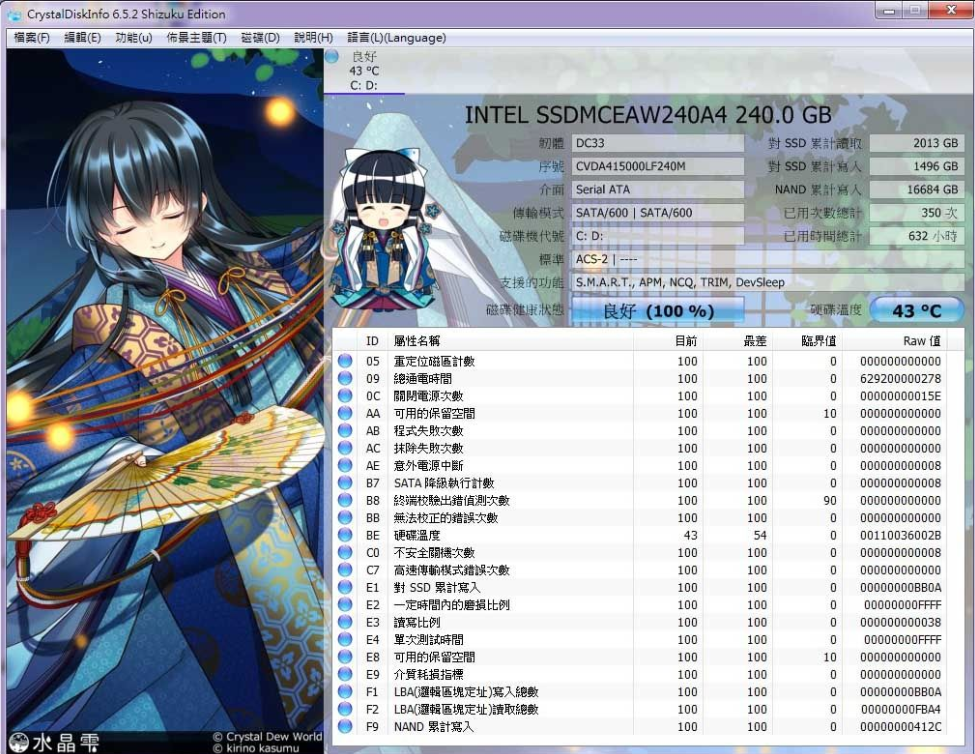 CrystalDiskInfo 6.5.2 Shizuku Edition
檔案(F) 編輯(E) 功能(u) 佈景主題(T) 磁碟(D) 說明(H) 語言(L)(Language)
良好
43 °C
C: D:
INTEL SSDMCEAW240A4 240.0 GB
韌體 DC33 對 SSD 累計讀取 2013 GB
序號 CVDA415000LF240M 對 SSD 累計寫入 1496 GB
介面 Serial ATA NAND 累計寫入 16684 GB
傳輸模式 SATA/600 | SATA/600 已用次數總計 350 次
磁碟機代號 C: D: 已用時間總計 632 小時
標準 ACS-2 | ----
支援的功能 S.M.A.R.T., APM, NCQ, TRIM, DevSleep
磁碟健康狀態 良好 (100 %) 硬碟溫度 43 °C
ID 屬性名稱 目前 最差 臨界值 Raw 值
05 重定位磁區計數 100 100 0 000000000000
09 總通電時間 100 100 0 629200000278
0C 關閉電源次數 100 100 0 00000000015E
AA 可用的保留空間 100 100 10 000000000000
AB 程式失敗次數 100 100 0 000000000000
AC 抹除失敗次數 100 100 0 000000000000
AE 意外電源中斷 100 100 0 000000000008
B7 SATA 降級執行計數 100 100 0 000000000008
B8 終端校驗出錯偵測次數 100 100 90 000000000000
BB 無法校正的錯誤次數 100 100 0 000000000000
BE 硬碟溫度 43 54 0 00110036002B
C0 不安全關機次數 100 100 0 000000000008
C7 高速傳輸模式錯誤次數 100 100 0 000000000000
E1 對 SSD 累計寫入 100 100 0 00000000BB0A
E2 一定時間內的磨損比例 100 100 0 00000000FFFF
E3 讀寫比例 100 100 0 000000000038
E4 單次測試時間 100 100 0 00000000FFFF
E8 可用的保留空間 100 100 10 000000000000
E9 介質耗損指標 100 100 0 000000000000
F1 LBA(邏輯區塊定址)寫入總數 100 100 0 00000000BB0A
F2 LBA(邏輯區塊定址)讀取總數 100 100 0 00000000FBA4
F9 NAND 累計寫入 100 100 0 00000000412C
水晶雫
© Crystal Dew World
© kirino kasumu